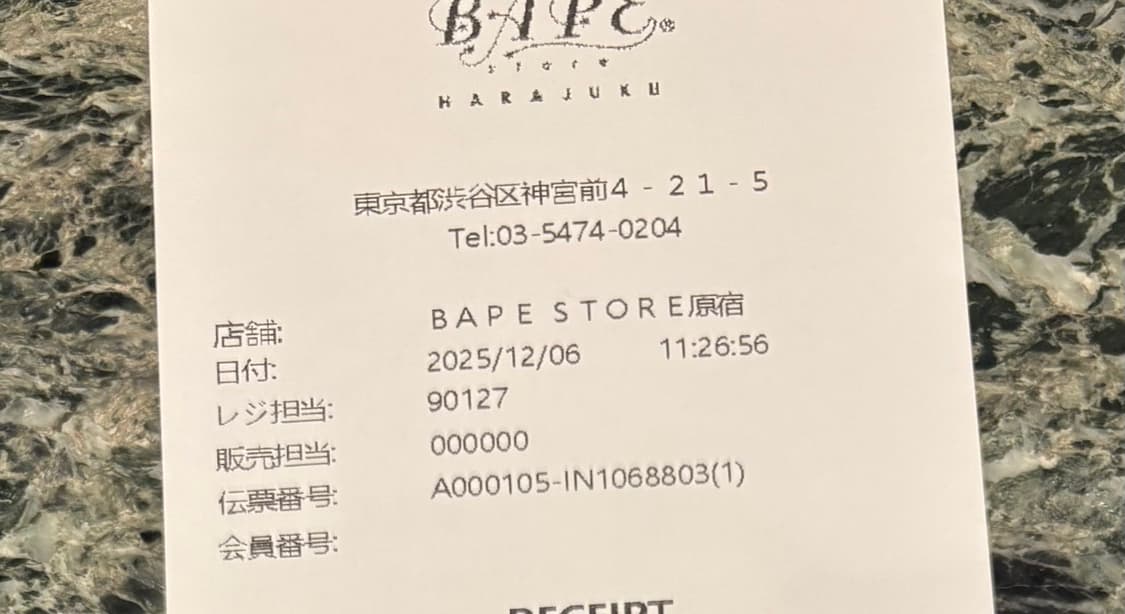 BAPE®
store
HARAJUKU
東京都渋谷区神宮前4-21-5
Tel:03-5474-0204
店舗: BAPE STORE原宿
日付: 2025/12/06 11:26:56
レジ担当: 90127
販売担当: 000000
伝票番号: A000105-IN1068803(1)
会員番号:
RECEIPT